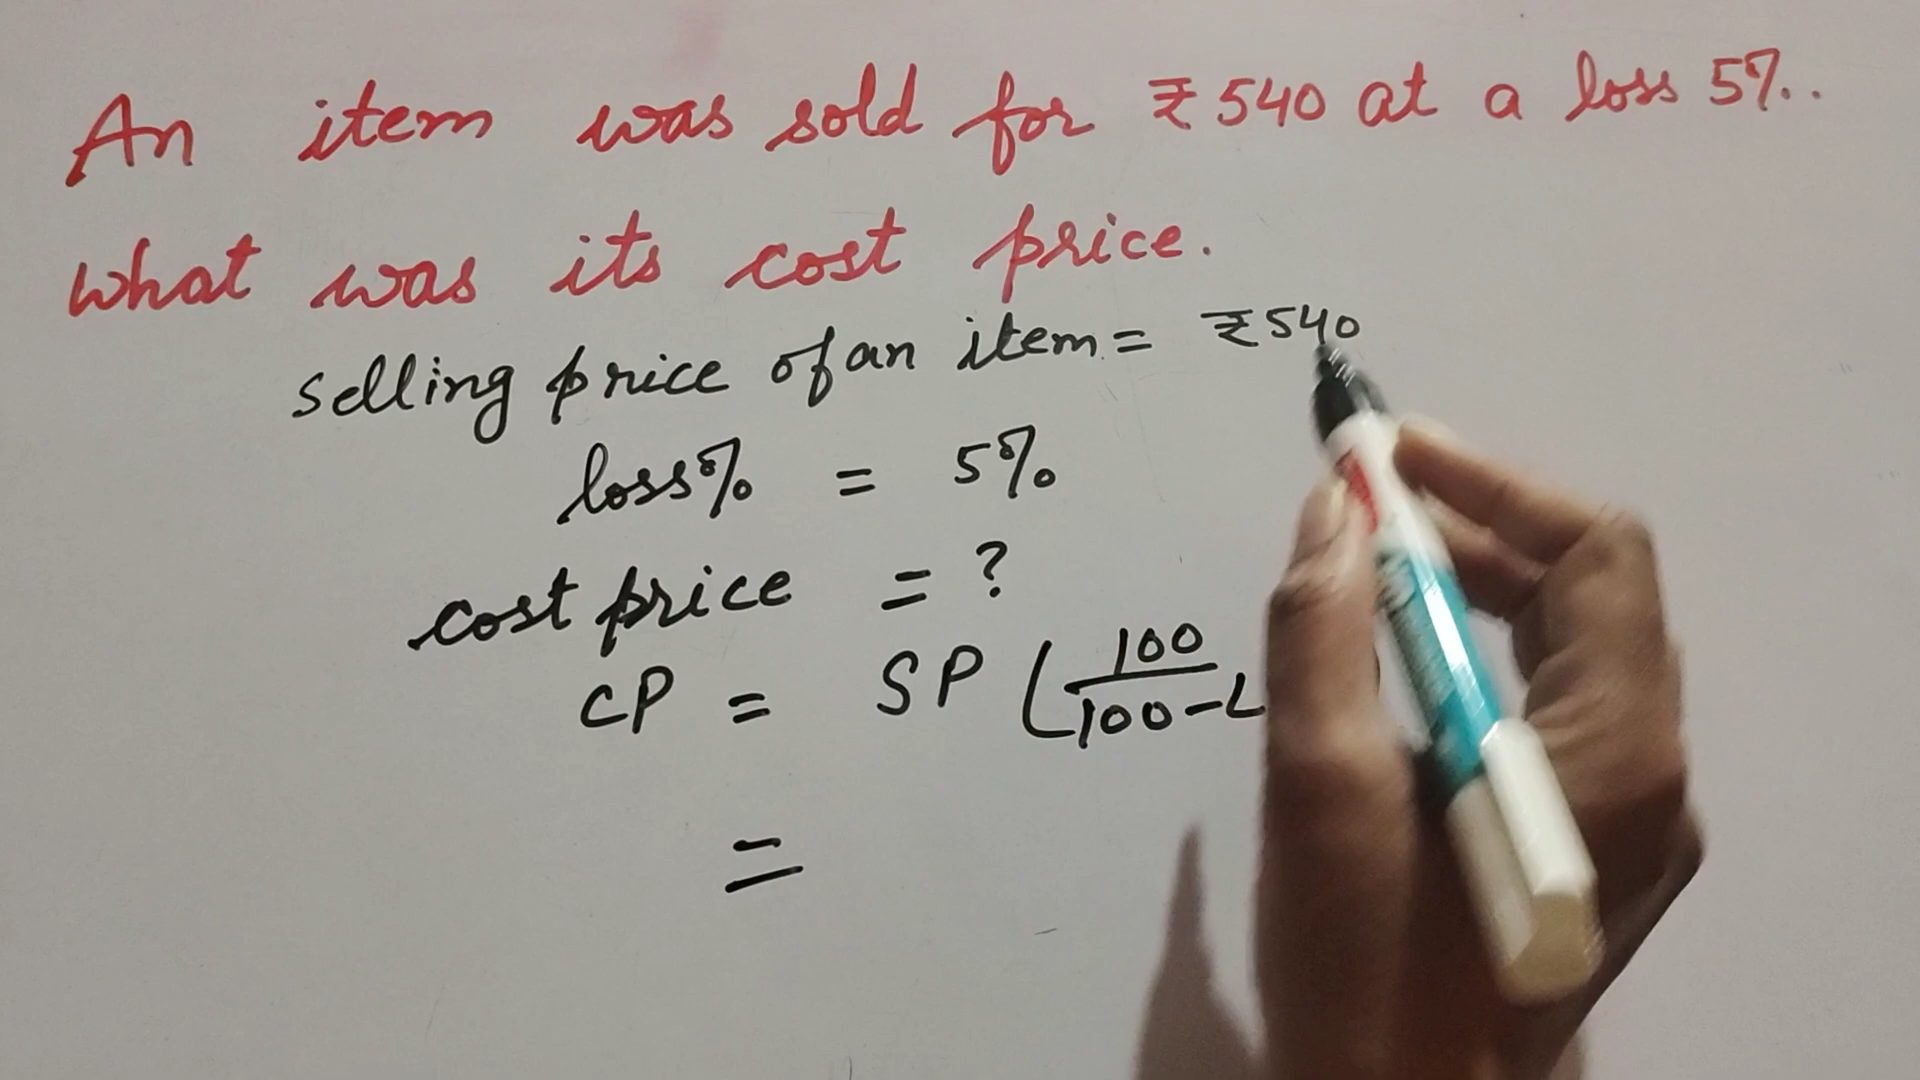 An item was sold for ₹540 at a loss 5%.
What was its cost price.
selling price of an item = ₹540
loss% = 5%
cost price = ?
CP = SP (100/100-L
=